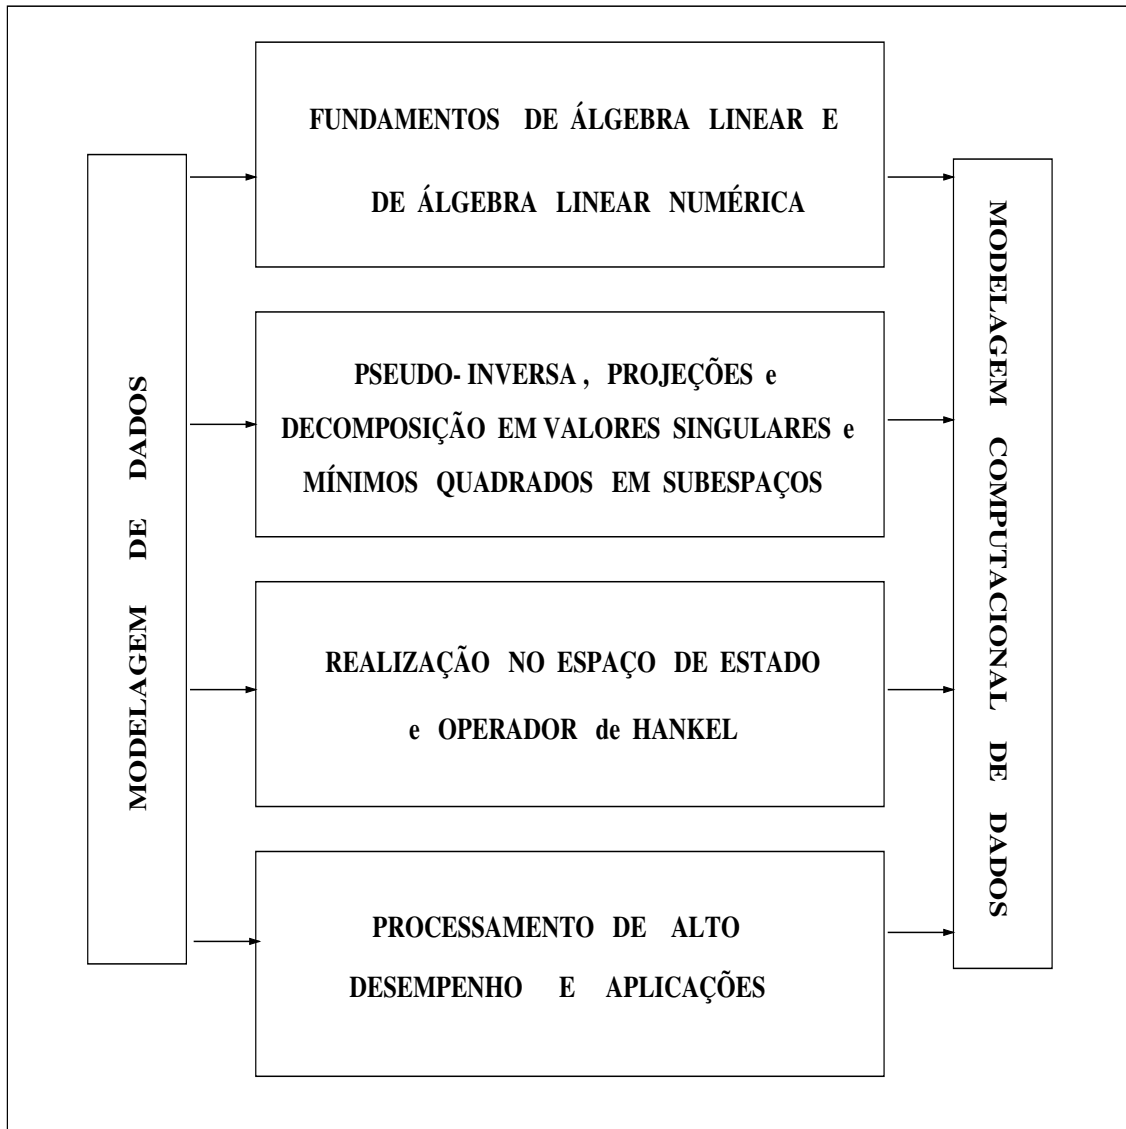 MODELAGEM DE DADOS
FUNDAMENTOS DE ÁLGEBRA LINEAR E
DE ÁLGEBRA LINEAR NUMÉRICA
PSEUDO- INVERSA , PROJEÇÕES e
DECOMPOSIÇÃO EM VALORES SINGULARES e
MÍNIMOS QUADRADOS EM SUBESPAÇOS
REALIZAÇÃO NO ESPAÇO DE ESTADO
e OPERADOR de HANKEL
PROCESSAMENTO DE ALTO
DESEMPENHO E APLICAÇÕES
MODELAGEM COMPUTACIONAL DE DADOS